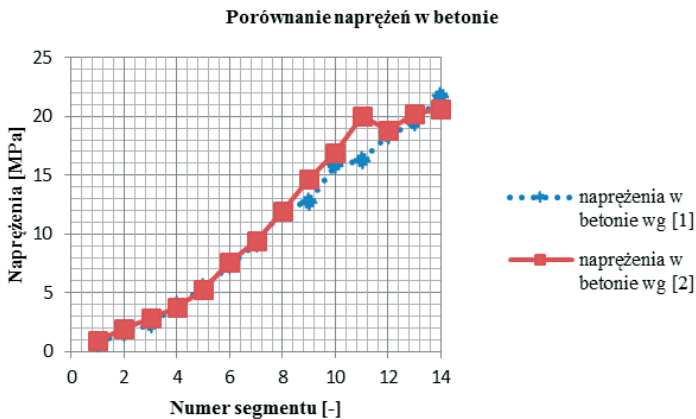 Porównanie naprężeń w betonie
25
20
15
10
5
0
Naprężenia [MPa]
0 2 4 6 8 10 12 14
Numer segmentu [-]
naprężenia w
betonie wg [1]
naprężenia w
betonie wg [2]